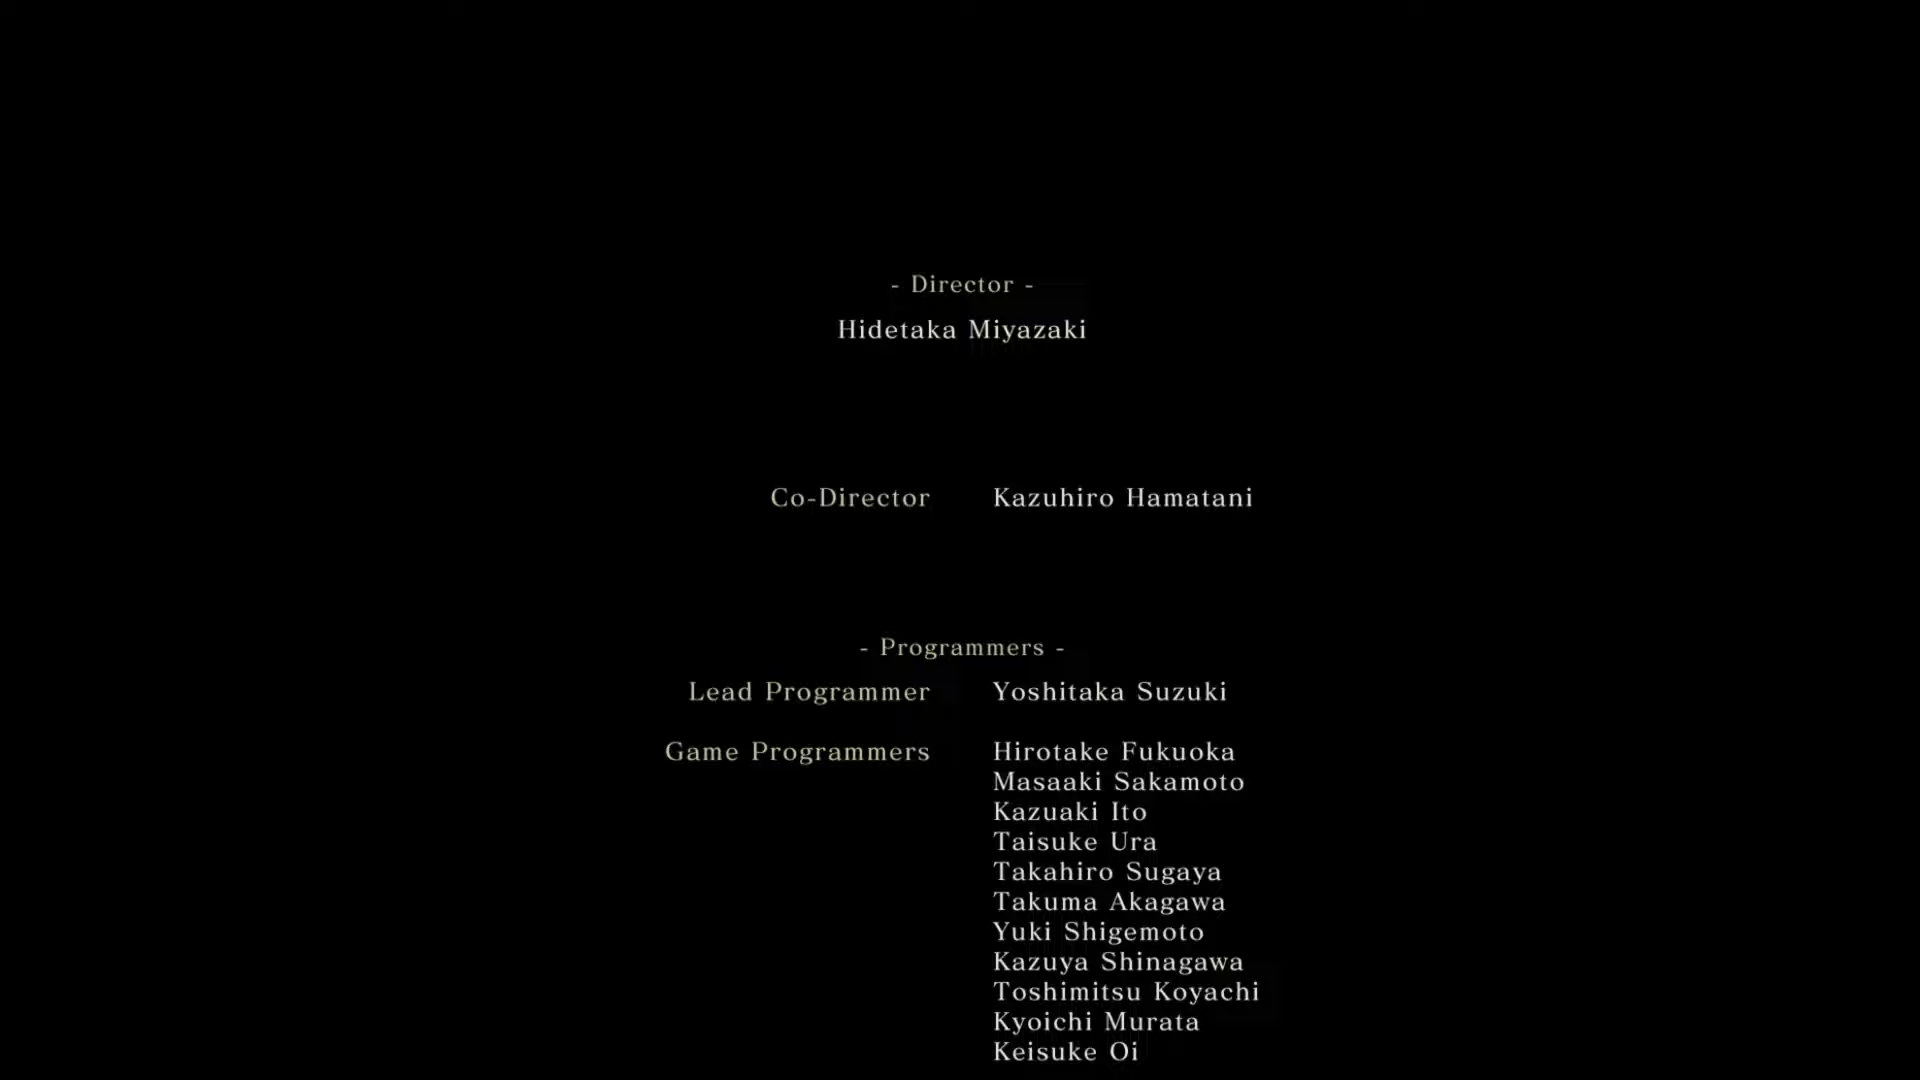 - Director -
Hidetaka Miyazaki
Co-Director Kazuhiro Hamatani
- Programmers -
Lead Programmer Yoshitaka Suzuki
Game Programmers Hirotake Fukuoka
Masaaki Sakamoto
Kazuaki Ito
Taisuke Ura
Takahiro Sugaya
Takuma Akagawa
Yuki Shigemoto
Kazuya Shinagawa
Toshimitsu Koyachi
Kyoichi Murata
Keisuke Oi